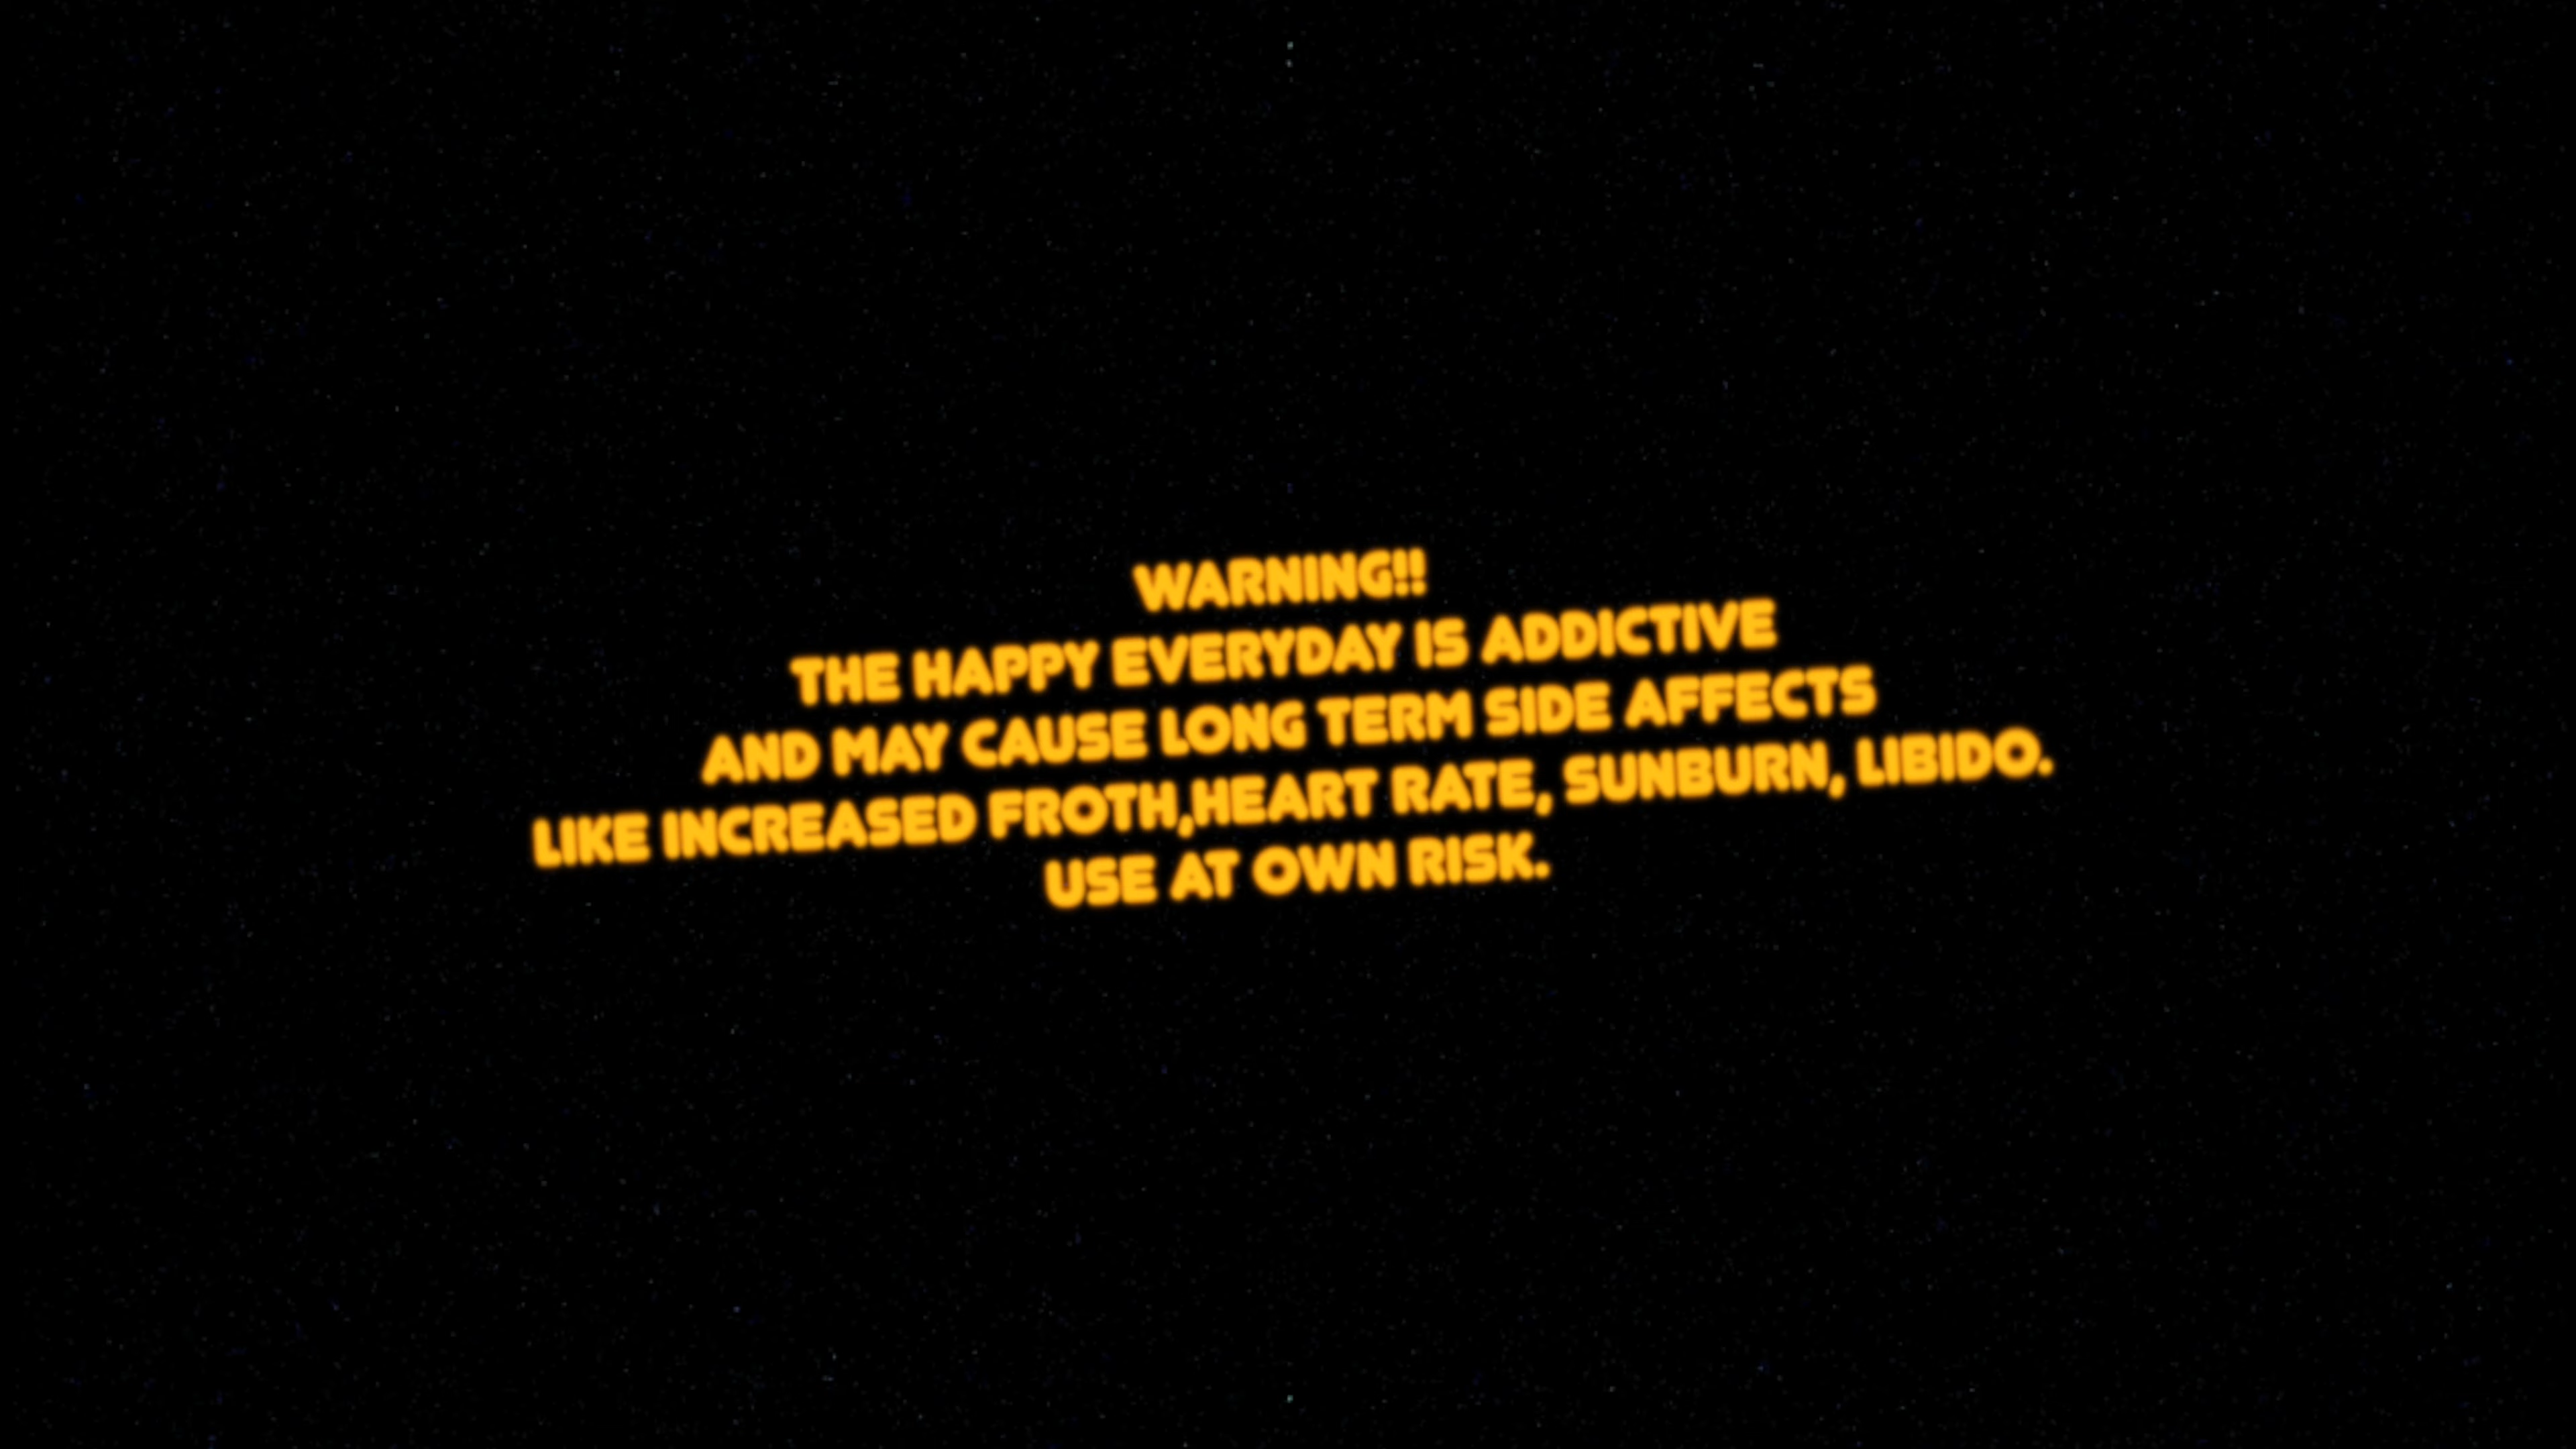 WARNING!!
THE HAPPY EVERYDAY IS ADDICTIVE
AND MAY CAUSE LONG TERM SIDE AFFECTS
LIKE INCREASED FROTH,HEART RATE, SUNBURN, LIBIDO.
USE AT OWN RISK.